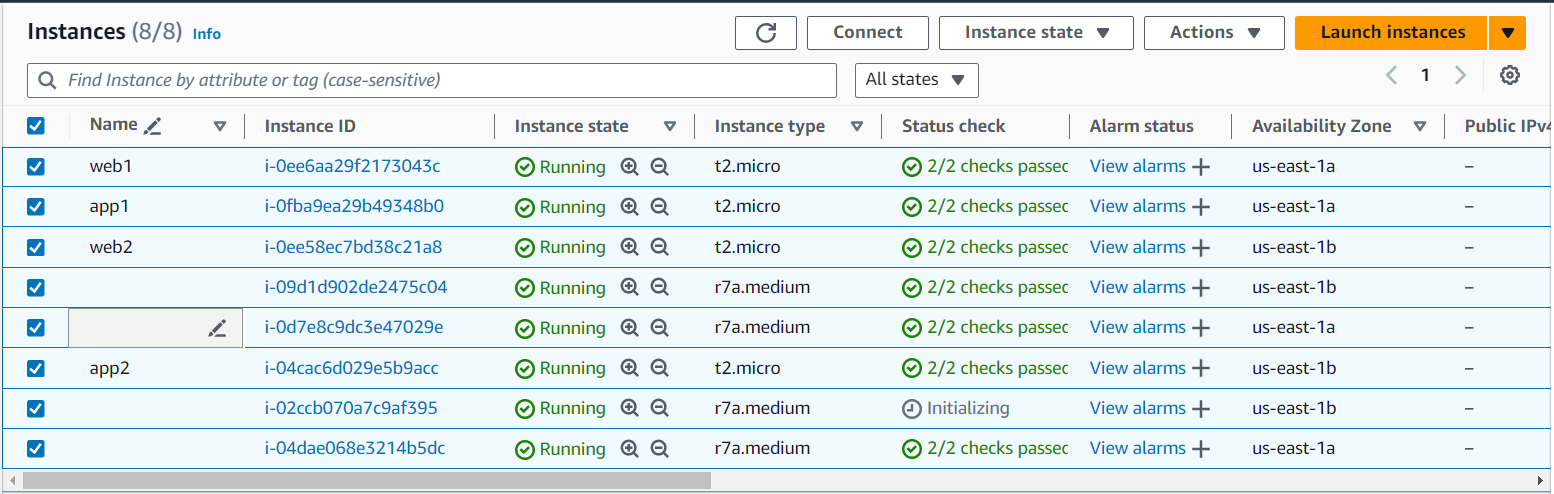 Instances (8/8) Info Connect Instance state Actions Launch instances
Find Instance by attribute or tag (case-sensitive) All states 1
Name Instance ID Instance state Instance type Status check Alarm status Availability Zone Public IPv4
web1 i-0ee6aa29f2173043c Running t2.micro 2/2 checks passec View alarms + us-east-1a –
app1 i-0fba9ea29b49348b0 Running t2.micro 2/2 checks passec View alarms + us-east-1a –
web2 i-0ee58ec7bd38c21a8 Running t2.micro 2/2 checks passec View alarms + us-east-1b –
i-09d1d902de2475c04 Running r7a.medium 2/2 checks passec View alarms + us-east-1b –
i-0d7e8c9dc3e47029e Running r7a.medium 2/2 checks passec View alarms + us-east-1a –
app2 i-04cac6d029e5b9acc Running t2.micro 2/2 checks passec View alarms + us-east-1b –
i-02ccb070a7c9af395 Running r7a.medium Initializing View alarms + us-east-1b –
i-04dae068e3214b5dc Running r7a.medium 2/2 checks passec View alarms + us-east-1a –